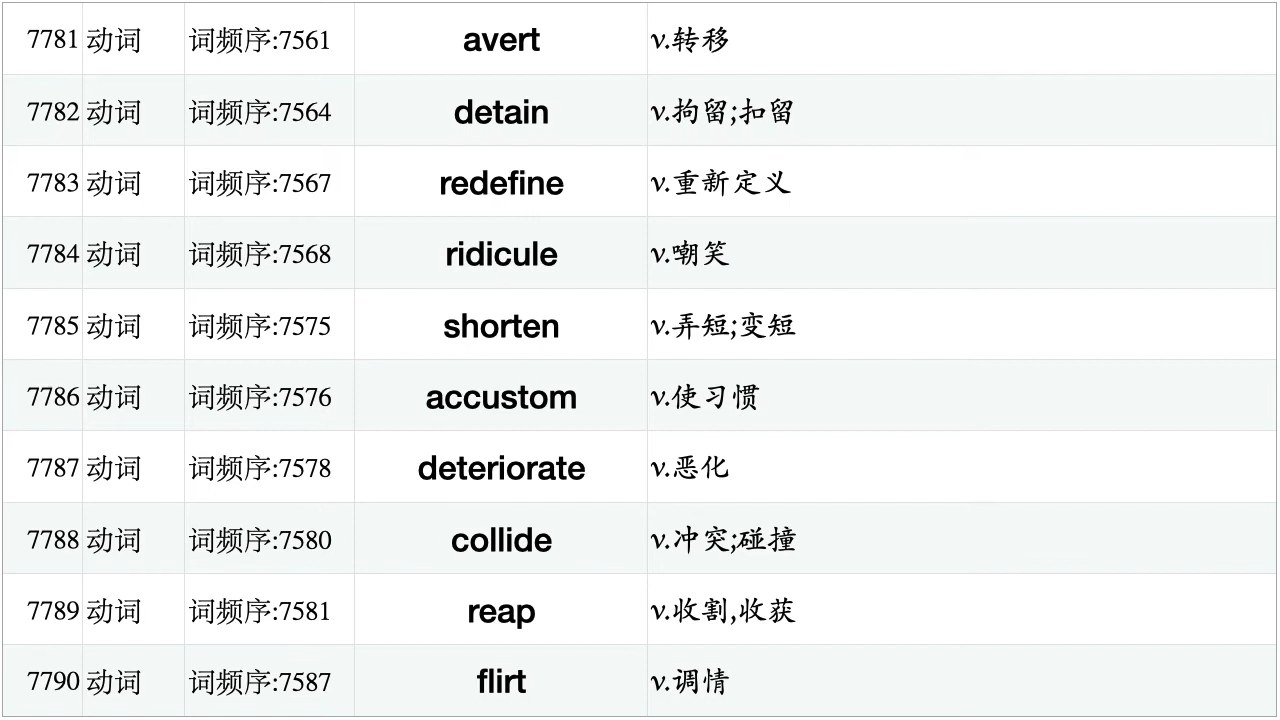 7781 动词 词频序:7561 avert v.转移
7782 动词 词频序:7564 detain v.拘留;扣留
7783 动词 词频序:7567 redefine v.重新定义
7784 动词 词频序:7568 ridicule v.嘲笑
7785 动词 词频序:7575 shorten v.弄短;变短
7786 动词 词频序:7576 accustom v.使习惯
7787 动词 词频序:7578 deteriorate v.恶化
7788 动词 词频序:7580 collide v.冲突;碰撞
7789 动词 词频序:7581 reap v.收割,收获
7790 动词 词频序:7587 flirt v.调情